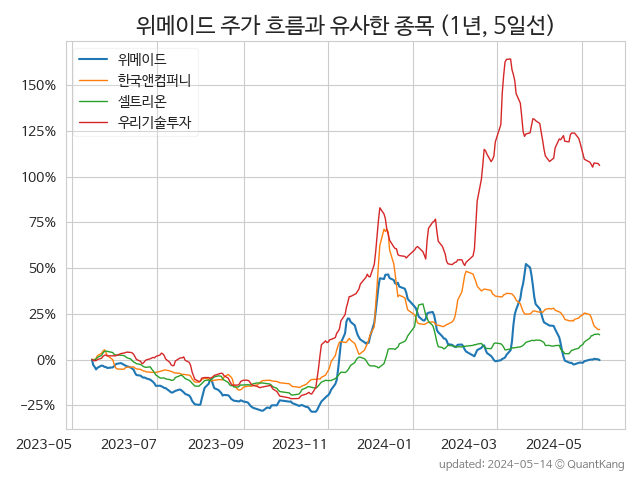 위메이드 주가 흐름과 유사한 종목 (1년, 5일선)
위메이드
한국앤컴퍼니
셀트리온
우리기술투자
150%
125%
100%
75%
50%
25%
0%
−25%
2023-05 2023-07 2023-09 2023-11 2024-01 2024-03 2024-05
updated: 2024-05-14 © QuantKang